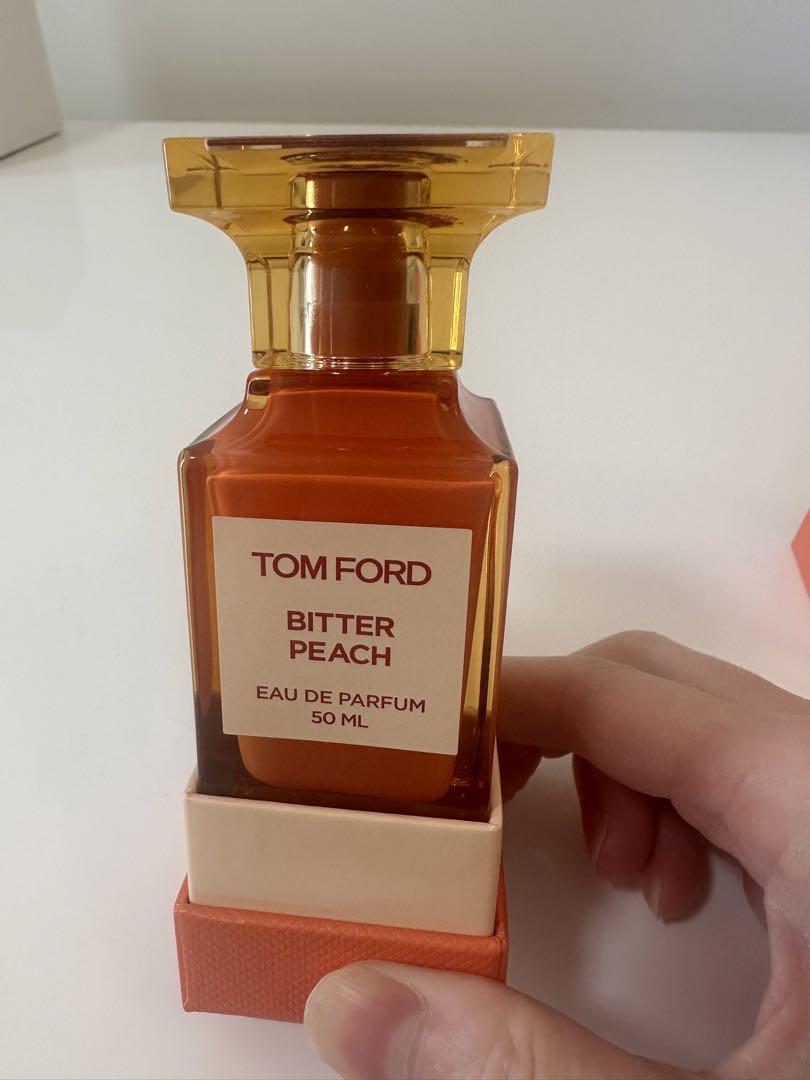 TOM FORD
BITTER
PEACH
EAU DE PARFUM
50 ML